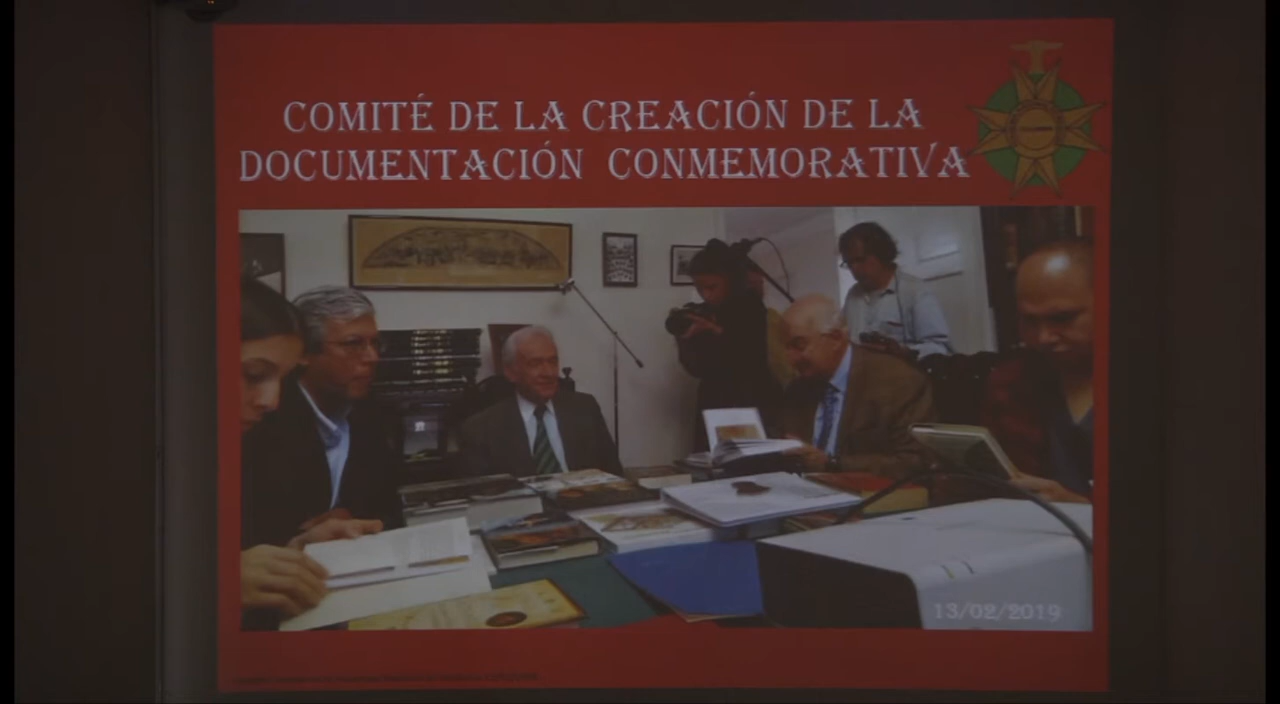 COMITÉ DE LA CREACIÓN DE LA
DOCUMENTACIÓN CONMEMORATIVA
13/02/2019